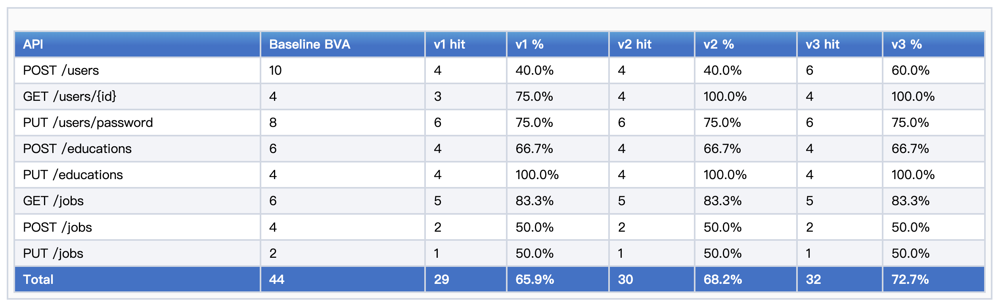 API Baseline BVA v1 hit v1 % v2 hit v2 % v3 hit v3 %
POST /users 10 4 40.0% 4 40.0% 6 60.0%
GET /users/{id} 4 3 75.0% 4 100.0% 4 100.0%
PUT /users/password 8 6 75.0% 6 75.0% 6 75.0%
POST /educations 6 4 66.7% 4 66.7% 4 66.7%
PUT /educations 4 4 100.0% 4 100.0% 4 100.0%
GET /jobs 6 5 83.3% 5 83.3% 5 83.3%
POST /jobs 4 2 50.0% 2 50.0% 2 50.0%
PUT /jobs 2 1 50.0% 1 50.0% 1 50.0%
Total 44 29 65.9% 30 68.2% 32 72.7%